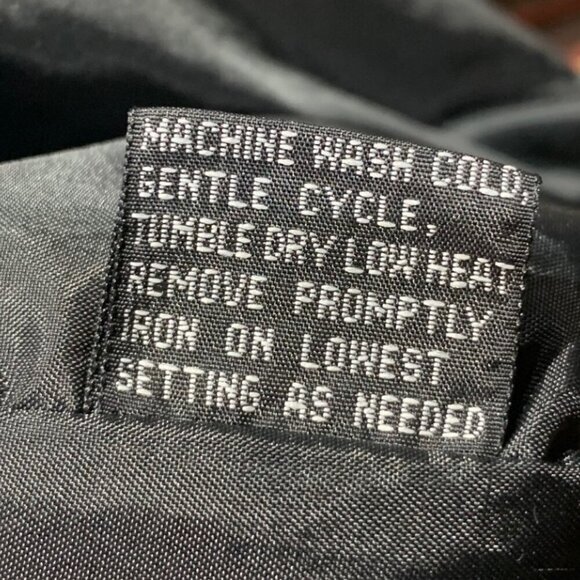 MACHINE WASH COLD,
GENTLE CYCLE,
TUMBLE DRY LOW HEAT
REMOVE PROMPTLY
IRON ON LOWEST
SETTING AS NEEDED